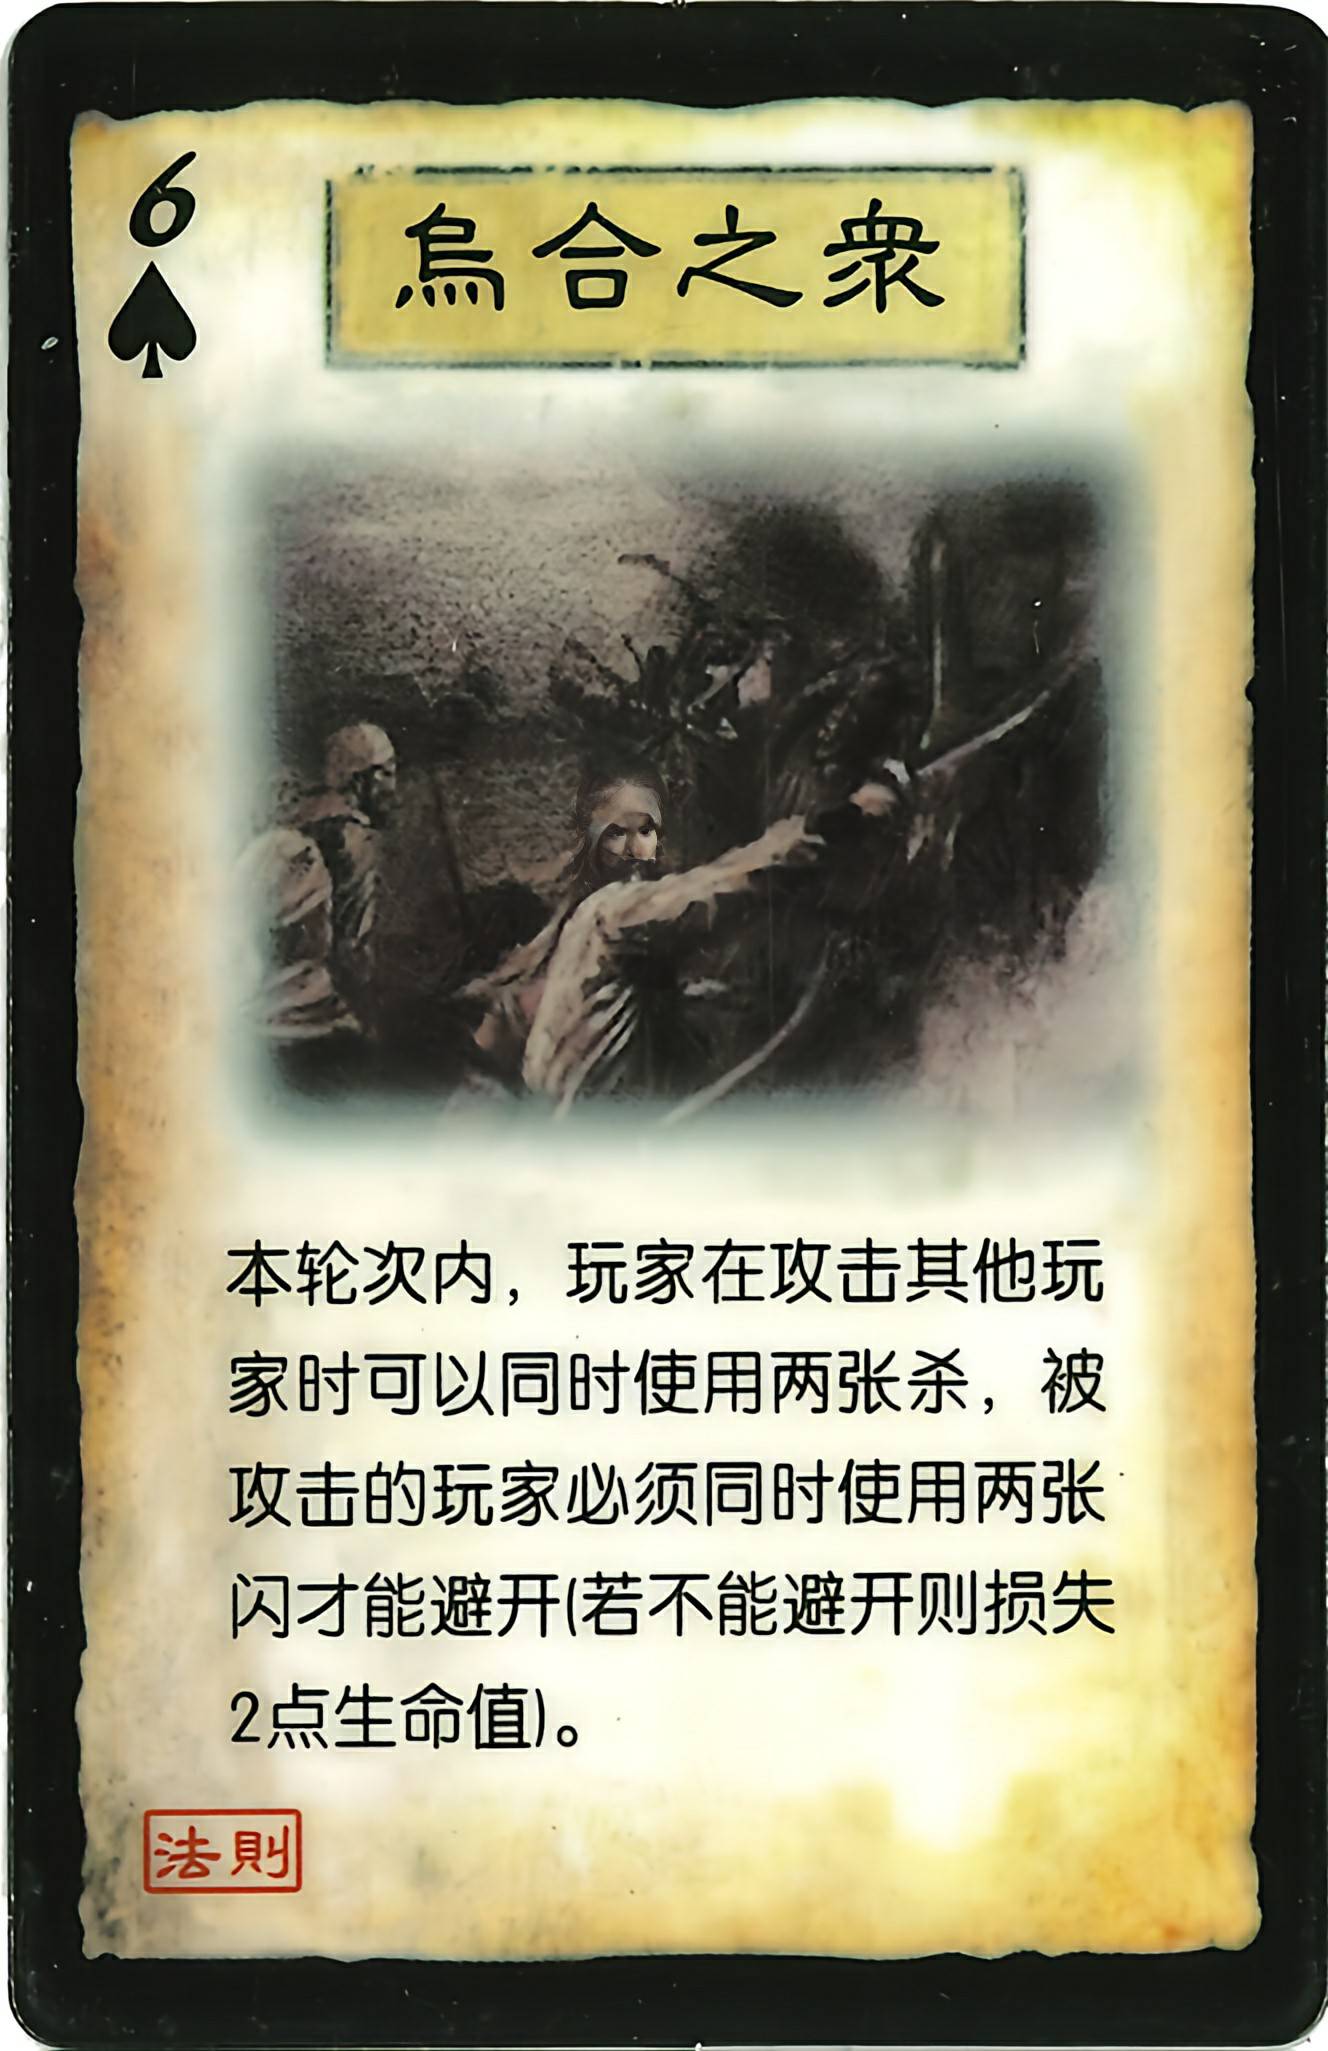 6
烏合之衆
本轮次内，玩家在攻击其他玩
家时可以同时使用两张杀，被
攻击的玩家必须同时使用两张
闪才能避开(若不能避开则损失
2点生命值)。
法則